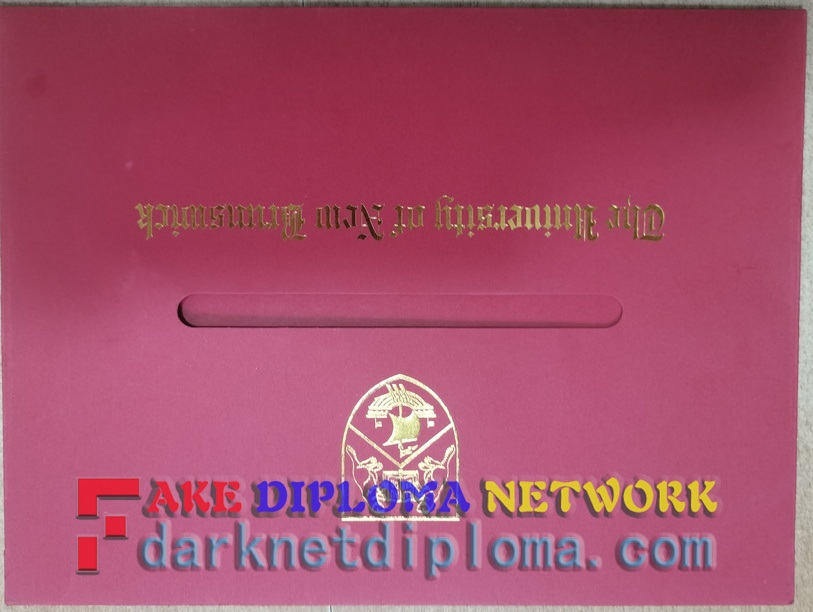 The University of New Brunswick
FAKE DIPLOMA NETWORK
darknetdiploma.com